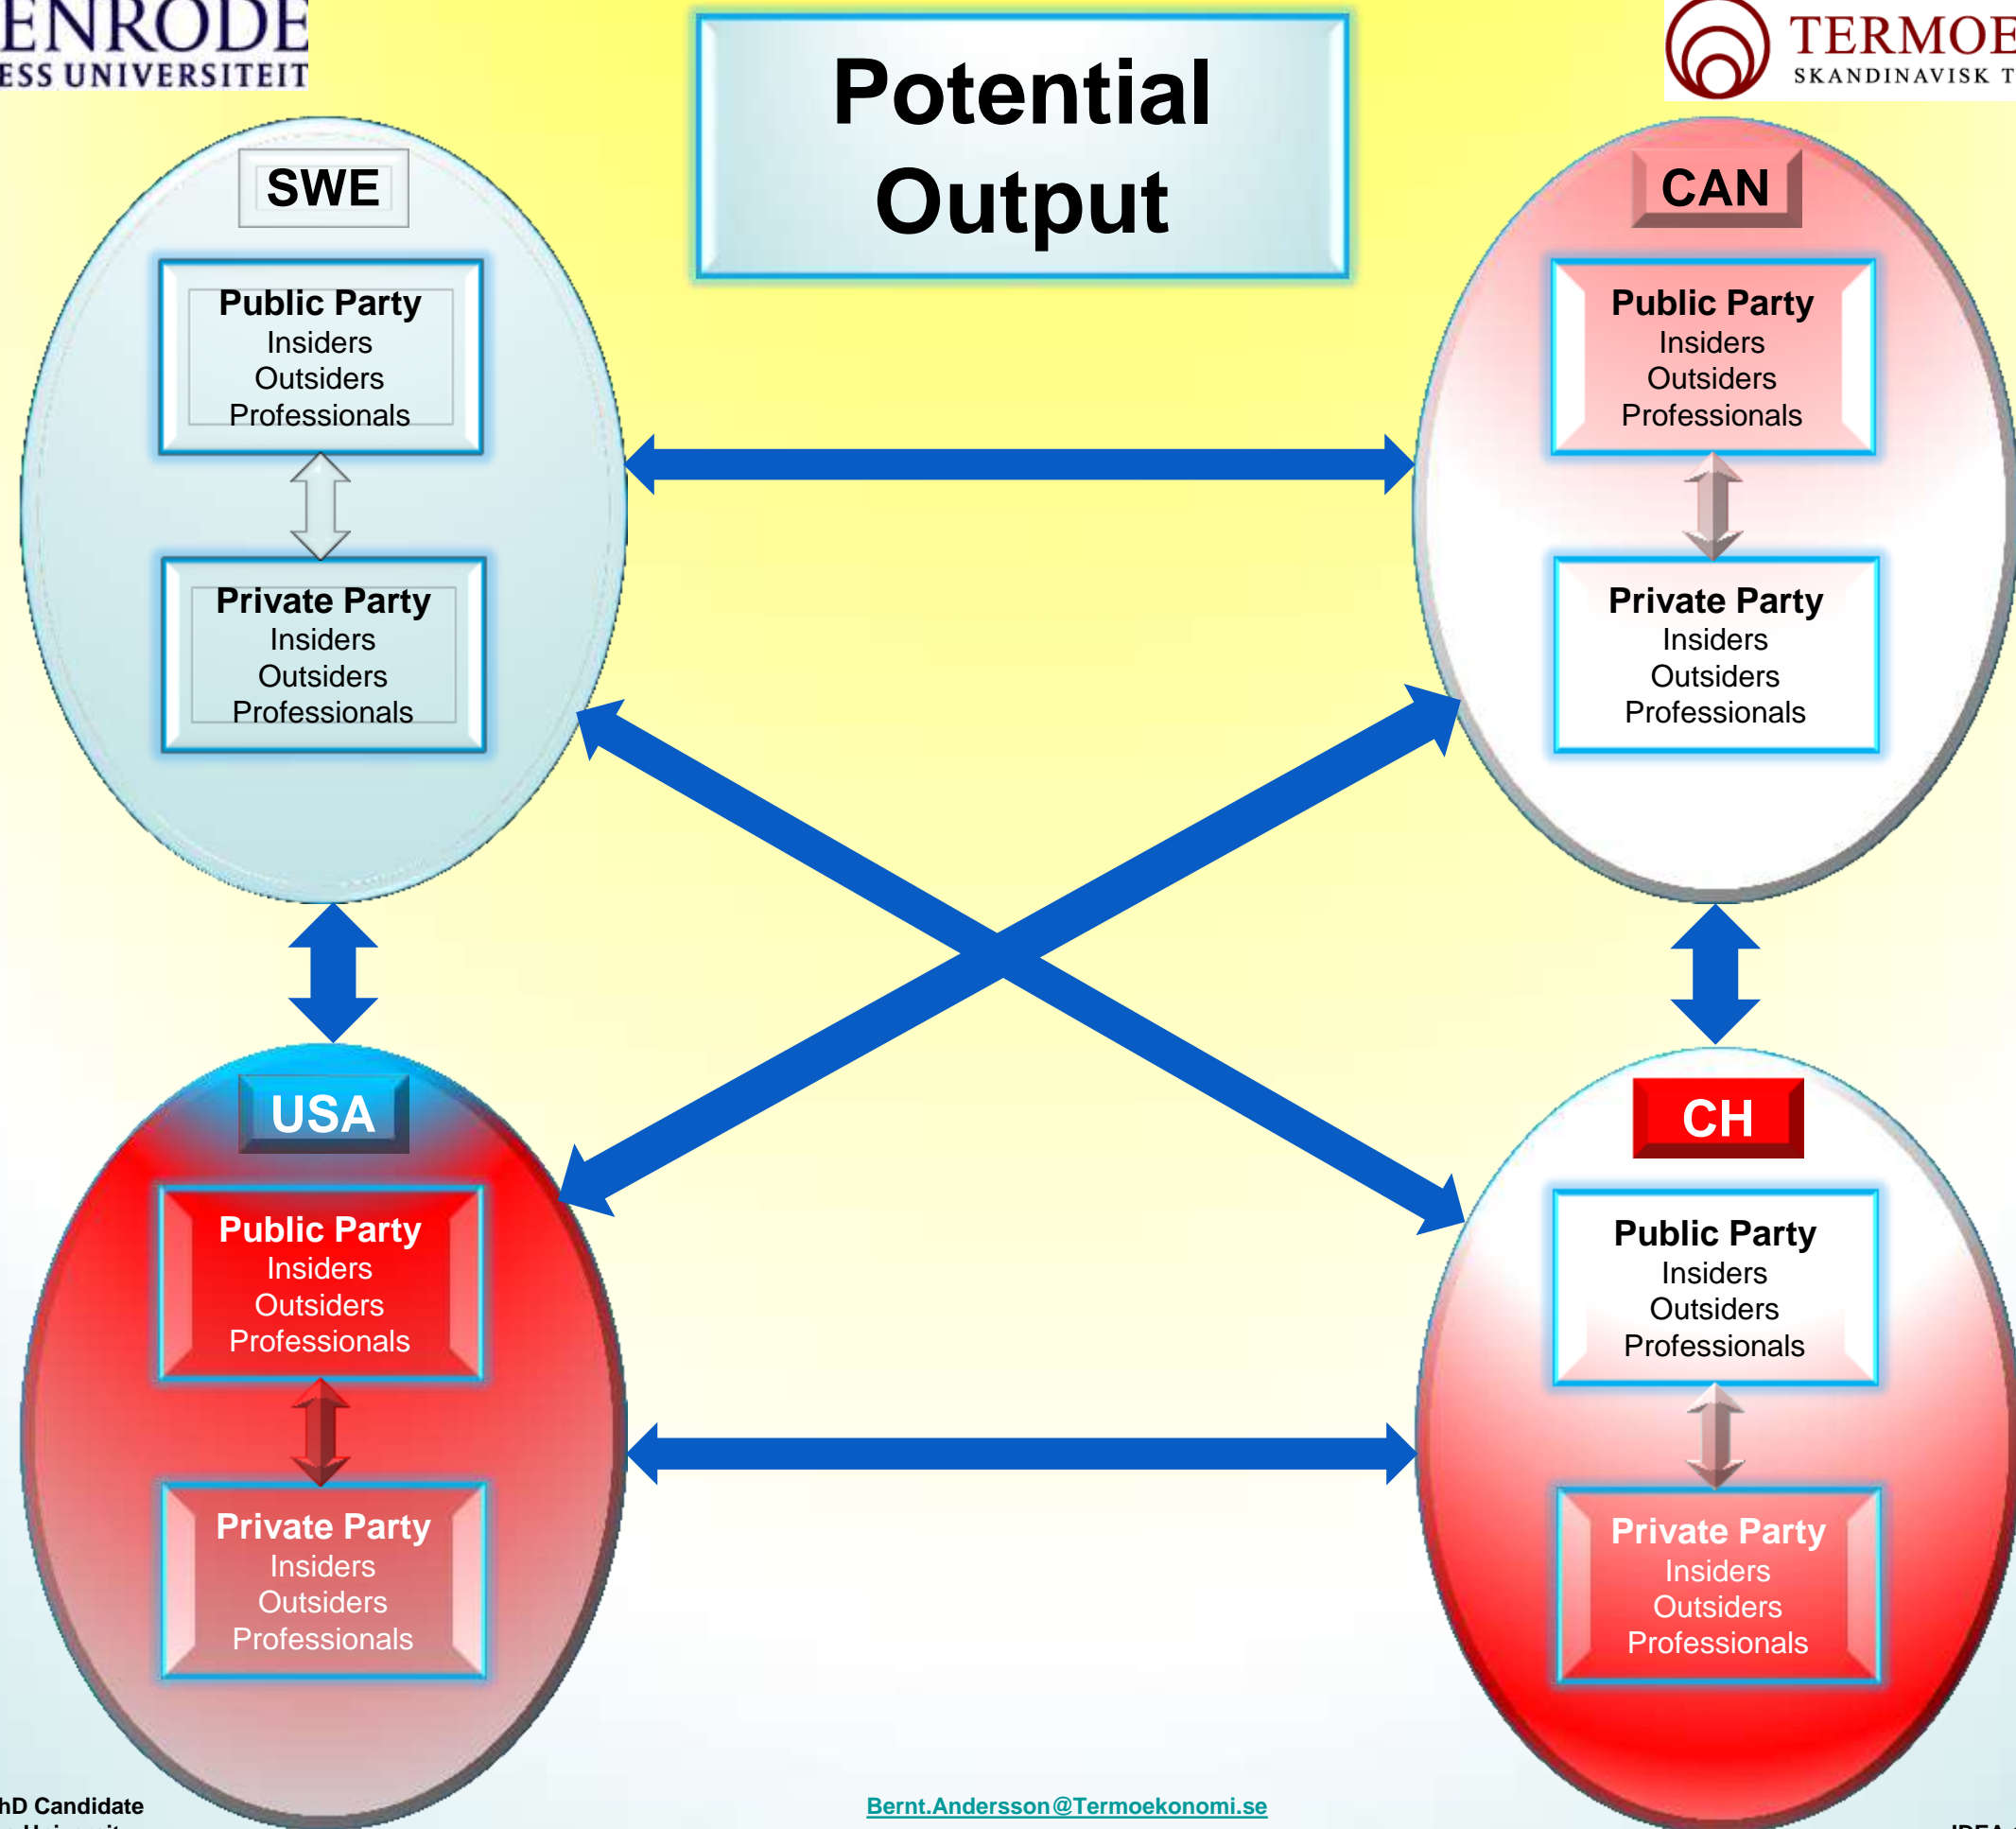 ENRODE
ESS UNIVERSITEIT
Potential
Output
TERMOE
SKANDINAVISK T
SWE
Public Party
Insiders
Outsiders
Professionals
Private Party
Insiders
Outsiders
Professionals
CAN
Public Party
Insiders
Outsiders
Professionals
Private Party
Insiders
Outsiders
Professionals
USA
Public Party
Insiders
Outsiders
Professionals
Private Party
Insiders
Outsiders
Professionals
CH
Public Party
Insiders
Outsiders
Professionals
Private Party
Insiders
Outsiders
Professionals
hD Candidate
Bernt.Andersson@Termoekonomi.se